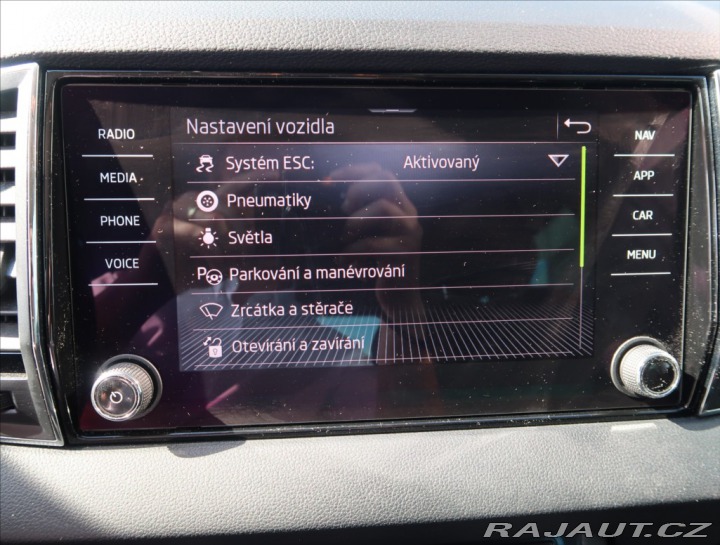 RADIO
MEDIA
PHONE
VOICE
Nastavení vozidla
Systém ESC: Aktivovaný
Pneumatiky
Světla
P Parkování a manévrování
Zrcátka a stěrače
Otevírání a zavírání
NAV
APP
CAR
MENU
RAJAUT.CZ